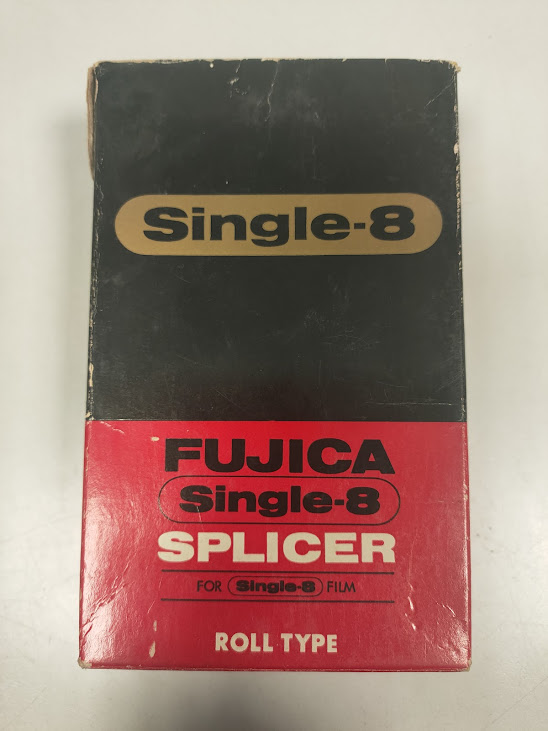 Single-8
FUJICA
Single-8
SPLICER
FOR Single-8 FILM
ROLL TYPE